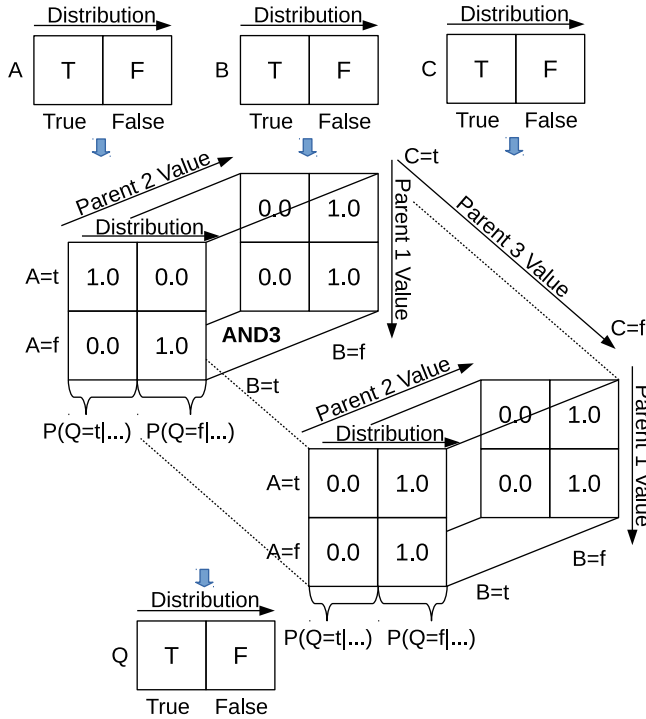 Distribution Distribution Distribution
A T F B T F C T F
True False True False True False
C=t
Parent 2 Value
Parent 1 Value
Parent 3 Value
0.0 1.0
Distribution
A=t 1.0 0.0 0.0 1.0
A=f 0.0 1.0 AND3
C=f
B=f
B=t
P(Q=t|...) P(Q=f|...)
Parent 2 Value
Parent 1 Value
0.0 1.0
Distribution
A=t 0.0 1.0 0.0 1.0
A=f 0.0 1.0
B=f
B=t
P(Q=t|...) P(Q=f|...)
Distribution
Q T F
True False